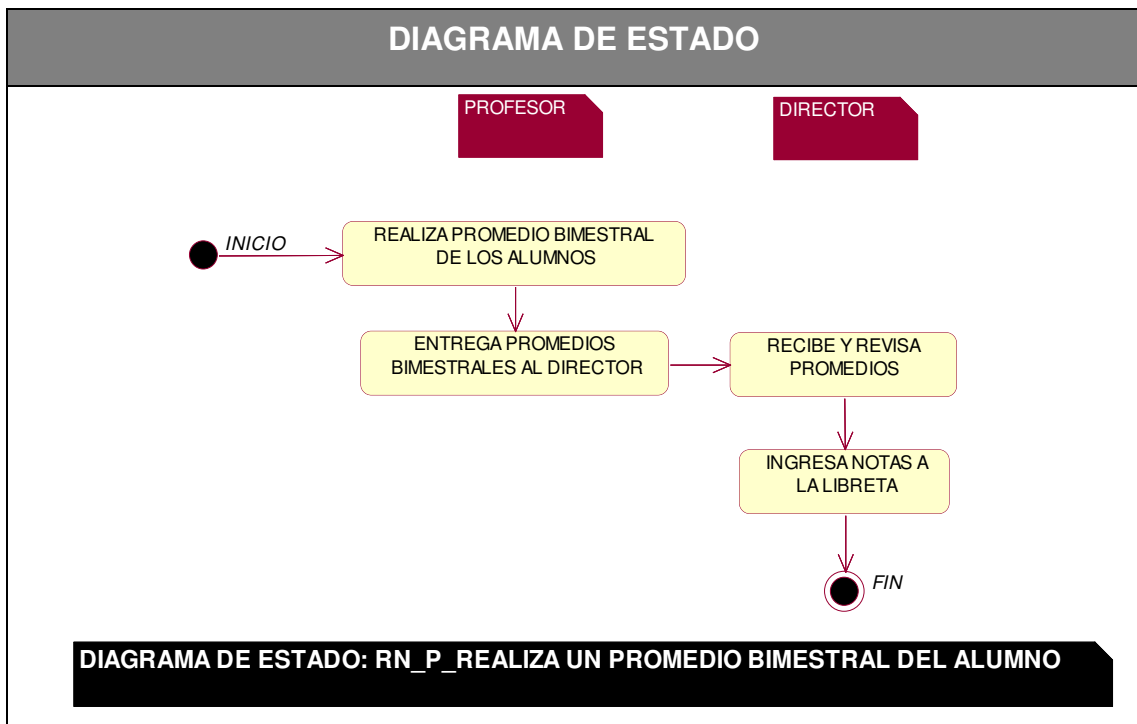 DIAGRAMA DE ESTADO
PROFESOR
DIRECTOR
INICIO
REALIZA PROMEDIO BIMESTRAL
DE LOS ALUMNOS
ENTREGA PROMEDIOS
BIMESTRALES AL DIRECTOR
RECIBE Y REVISA
PROMEDIOS
INGRESA NOTAS A
LA LIBRETA
FIN
DIAGRAMA DE ESTADO: RN_P_REALIZA UN PROMEDIO BIMESTRAL DEL ALUMNO